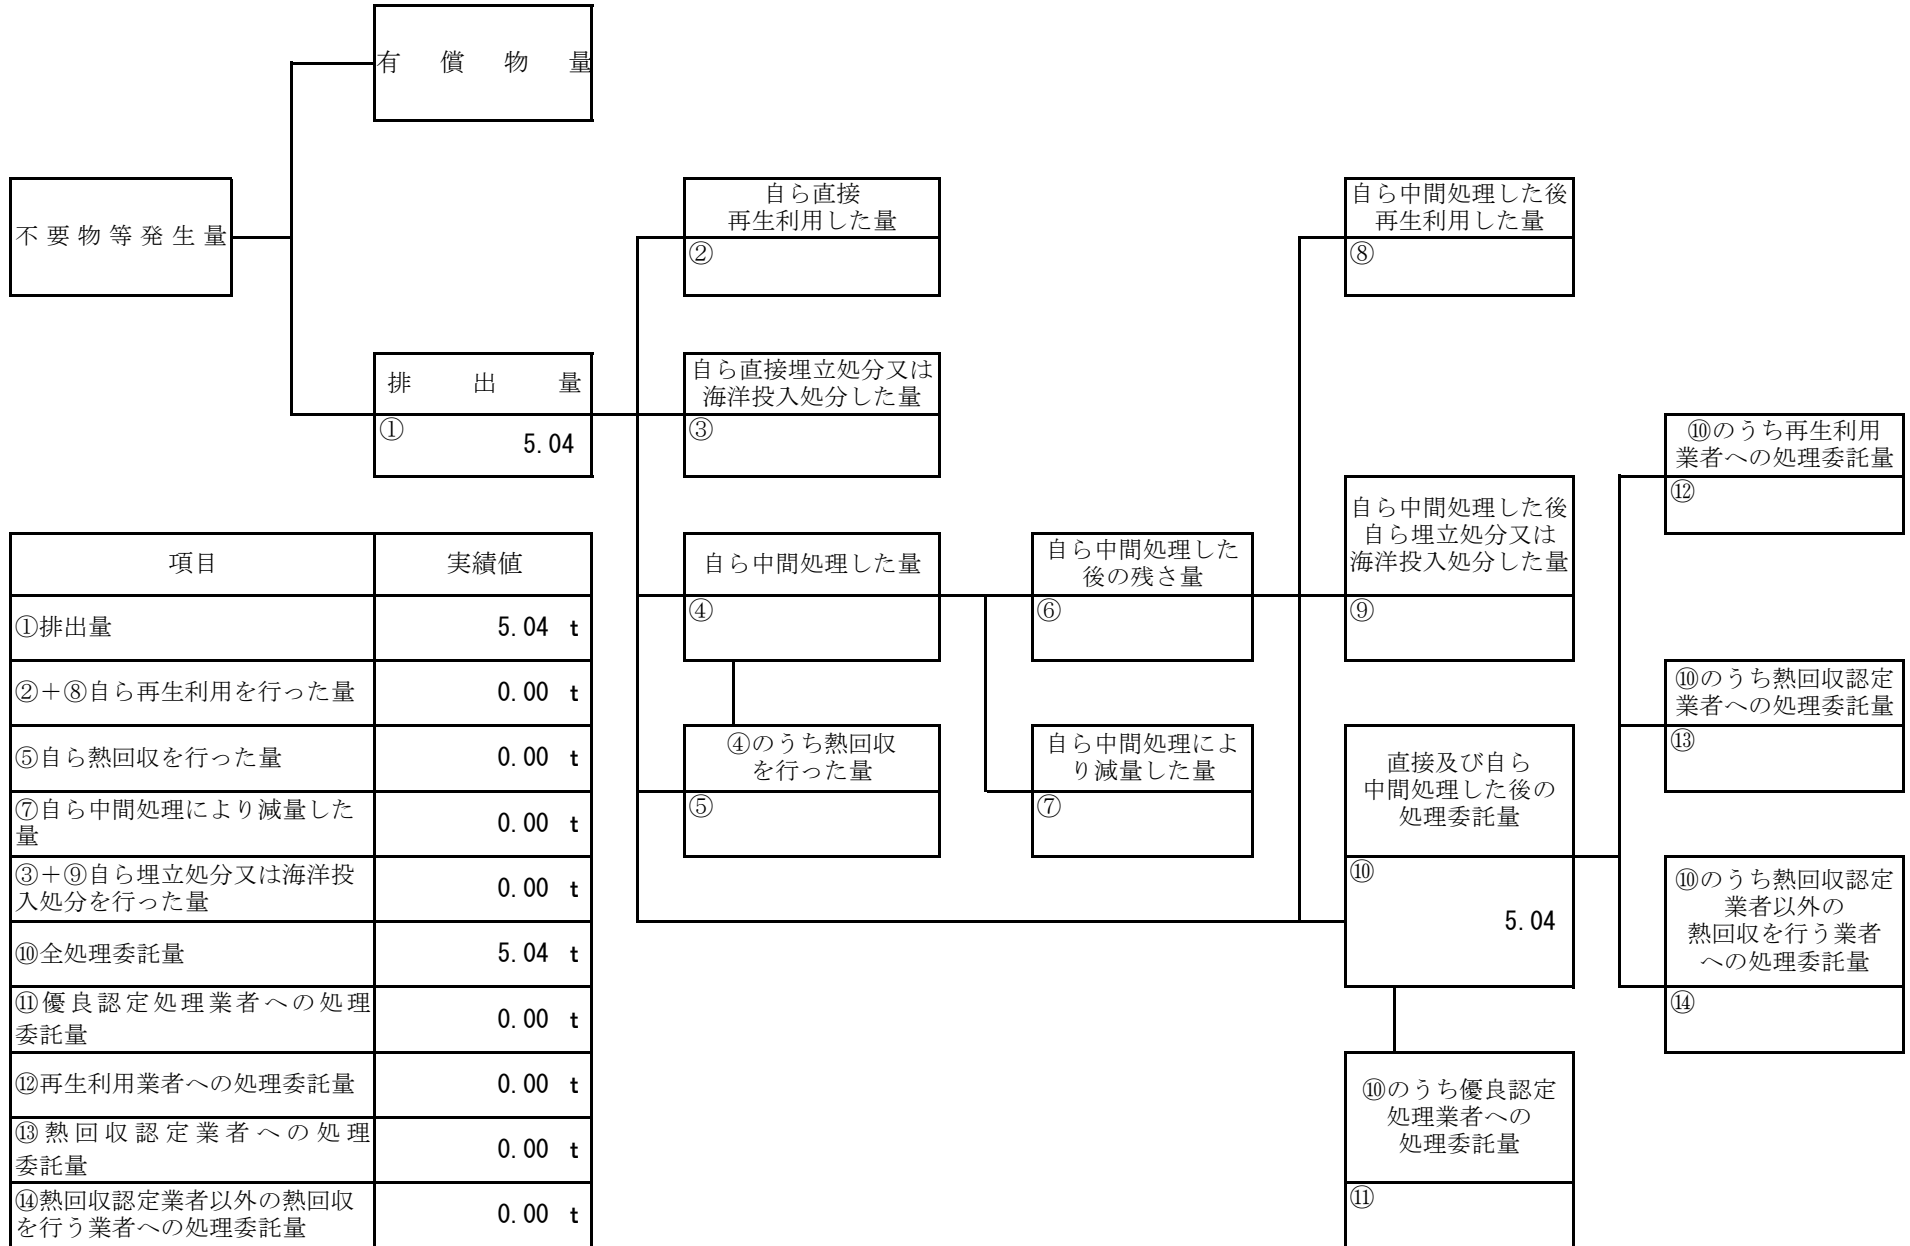 有償物量
不要物等発生量
排出量
①
5.04
自ら直接
再生利用した量
②
自ら直接埋立処分又は
海洋投入処分した量
③
自ら中間処理した量
④
④のうち熱回収
を行った量
⑤
自ら中間処理した
後の残さ量
⑥
自ら中間処理によ
り減量した量
⑦
自ら中間処理した後
再生利用した量
⑧
自ら中間処理した後
自ら埋立処分又は
海洋投入処分した量
⑨
直接及び自ら
中間処理した後の
処理委託量
⑩
5.04
⑩のうち優良認定
処理業者への
処理委託量
⑪
⑩のうち再生利用
業者への処理委託量
⑫
⑩のうち熱回収認定
業者への処理委託量
⑬
⑩のうち熱回収認定
業者以外の
熱回収を行う業者
への処理委託量
⑭
項目 実績値
①排出量 5.04 t
②＋⑧自ら再生利用を行った量 0.00 t
⑤自ら熱回収を行った量 0.00 t
⑦自ら中間処理により減量した
量 0.00 t
③＋⑨自ら埋立処分又は海洋投
入処分を行った量 0.00 t
⑩全処理委託量 5.04 t
⑪優良認定処理業者への処理
委託量 0.00 t
⑫再生利用業者への処理委託量 0.00 t
⑬熱回収認定業者への処理
委託量 0.00 t
⑭熱回収認定業者以外の熱回収
を行う業者への処理委託量 0.00 t